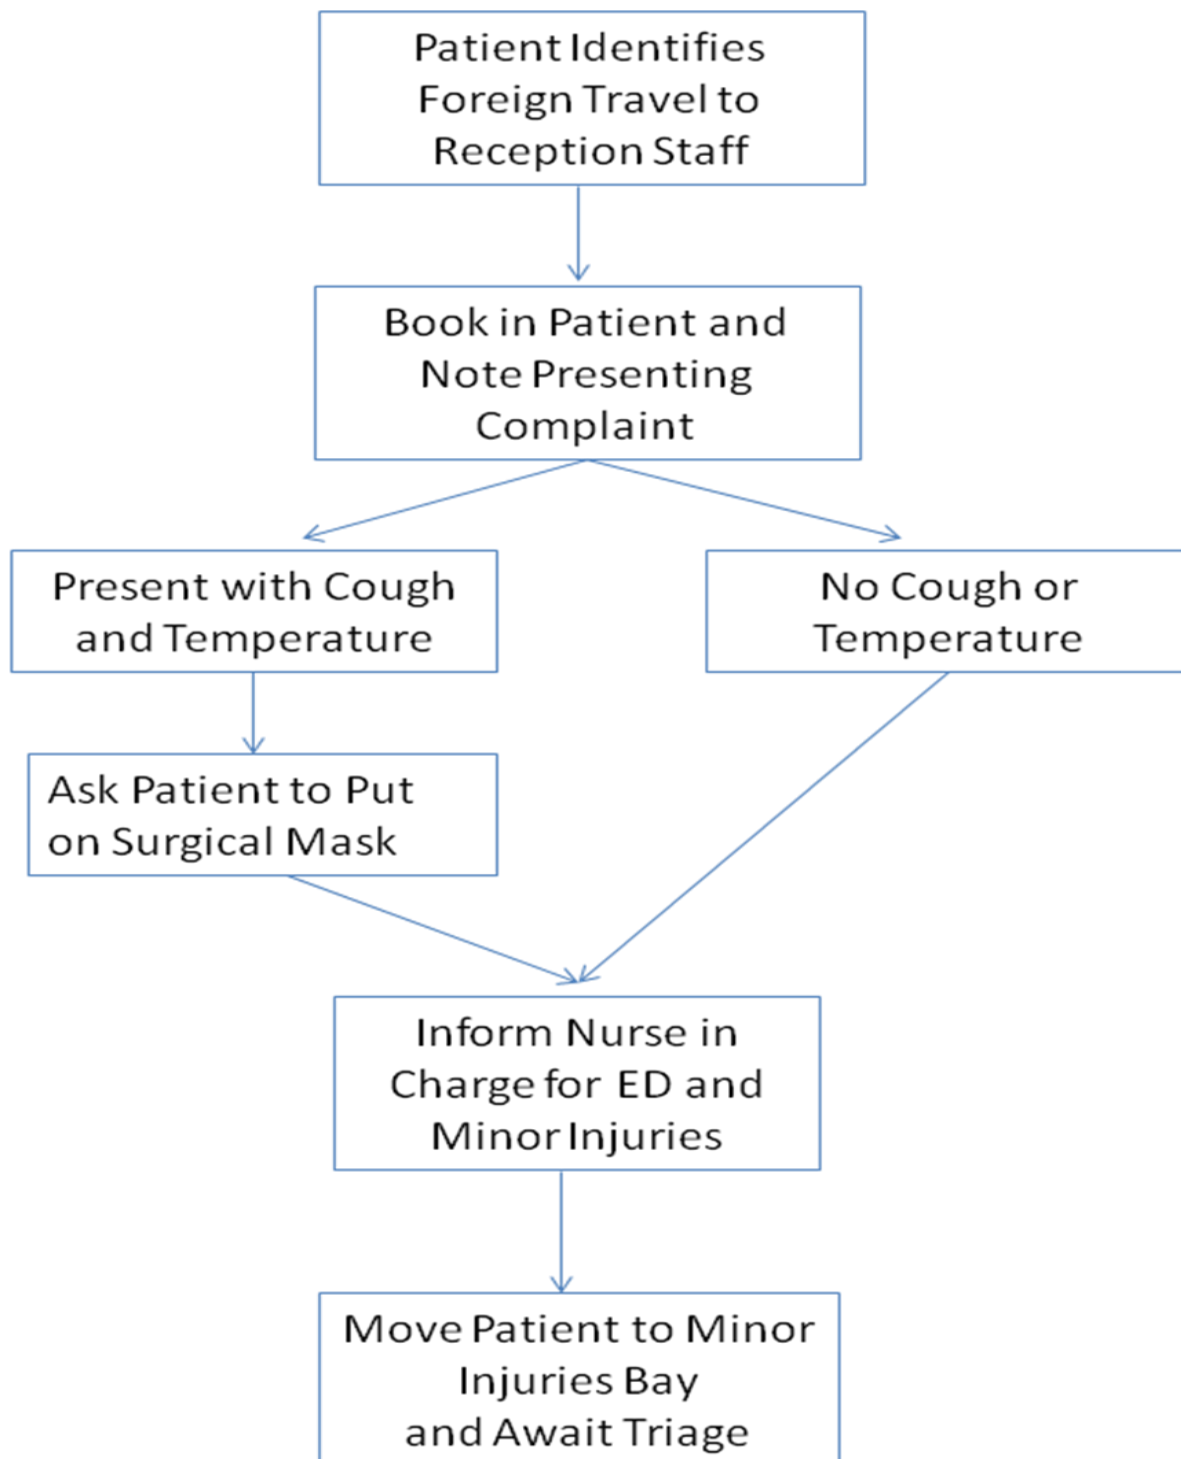 Patient Identifies
Foreign Travel to
Reception Staff
Book in Patient and
Note Presenting
Complaint
Present with Cough
and Temperature
No Cough or
Temperature
Ask Patient to Put
on Surgical Mask
Inform Nurse in
Charge for ED and
Minor Injuries
Move Patient to Minor
Injuries Bay
and Await Triage